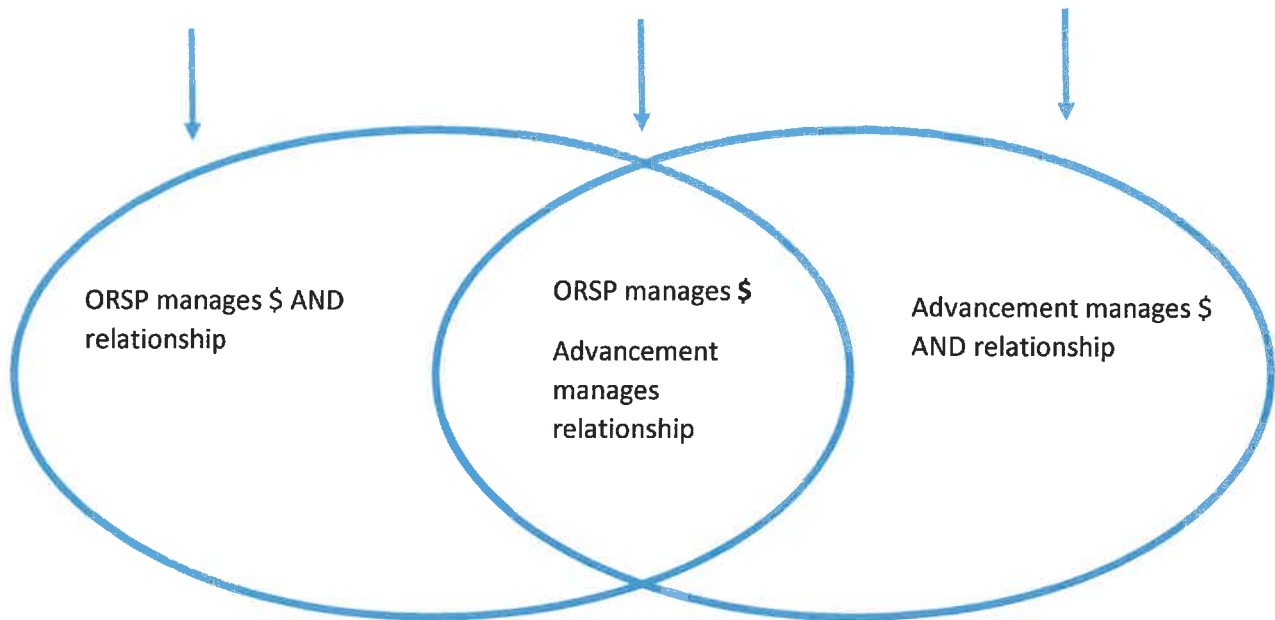 ORSP manages $ AND
relationship
ORSP manages $
Advancement
manages
relationship
Advancement manages $
AND relationship